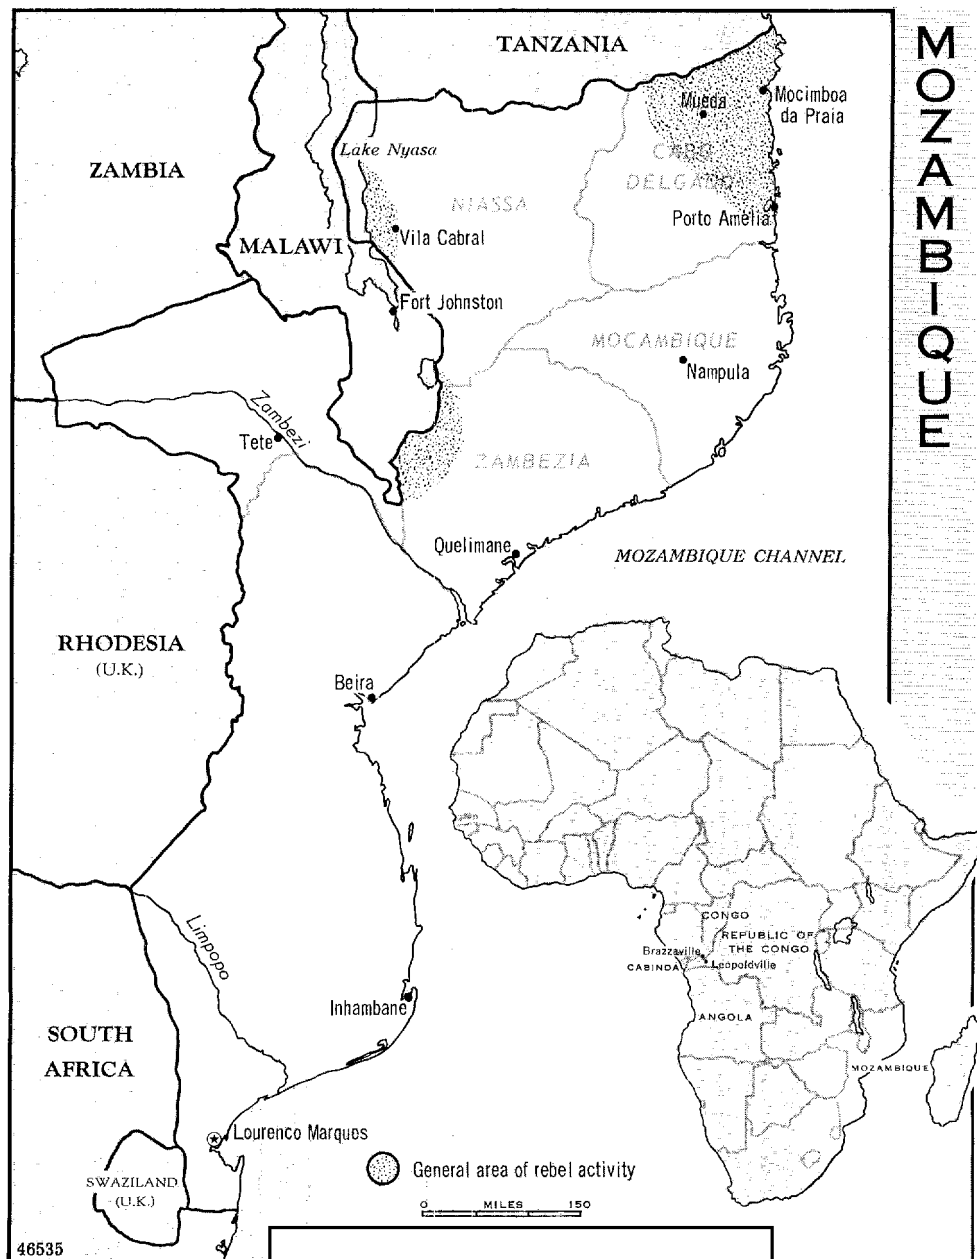 MOZAMBIQUE
TANZANIA
Mueda
Mocimboa
da Praia
Lake Nyasa
ZAMBIA
CABO
DELGADO
NIASSA
Porto Amelia
MALAWI
Vila Cabral
Fort Johnston
MOCAMBIQUE
Nampula
Zambezi
Tete
ZAMBEZIA
Quelimane
MOZAMBIQUE CHANNEL
RHODESIA
(U.K.)
Beira
Limpopo
CONGO
REPUBLIC OF
THE CONGO
Brazzaville
Leopoldville
CABINDA
Inhambane
ANGOLA
SOUTH
AFRICA
MOZAMBIQUE
Lourenco Marques
General area of rebel activity
SWAZILAND
(U.K.)
0 MILES 150
46535